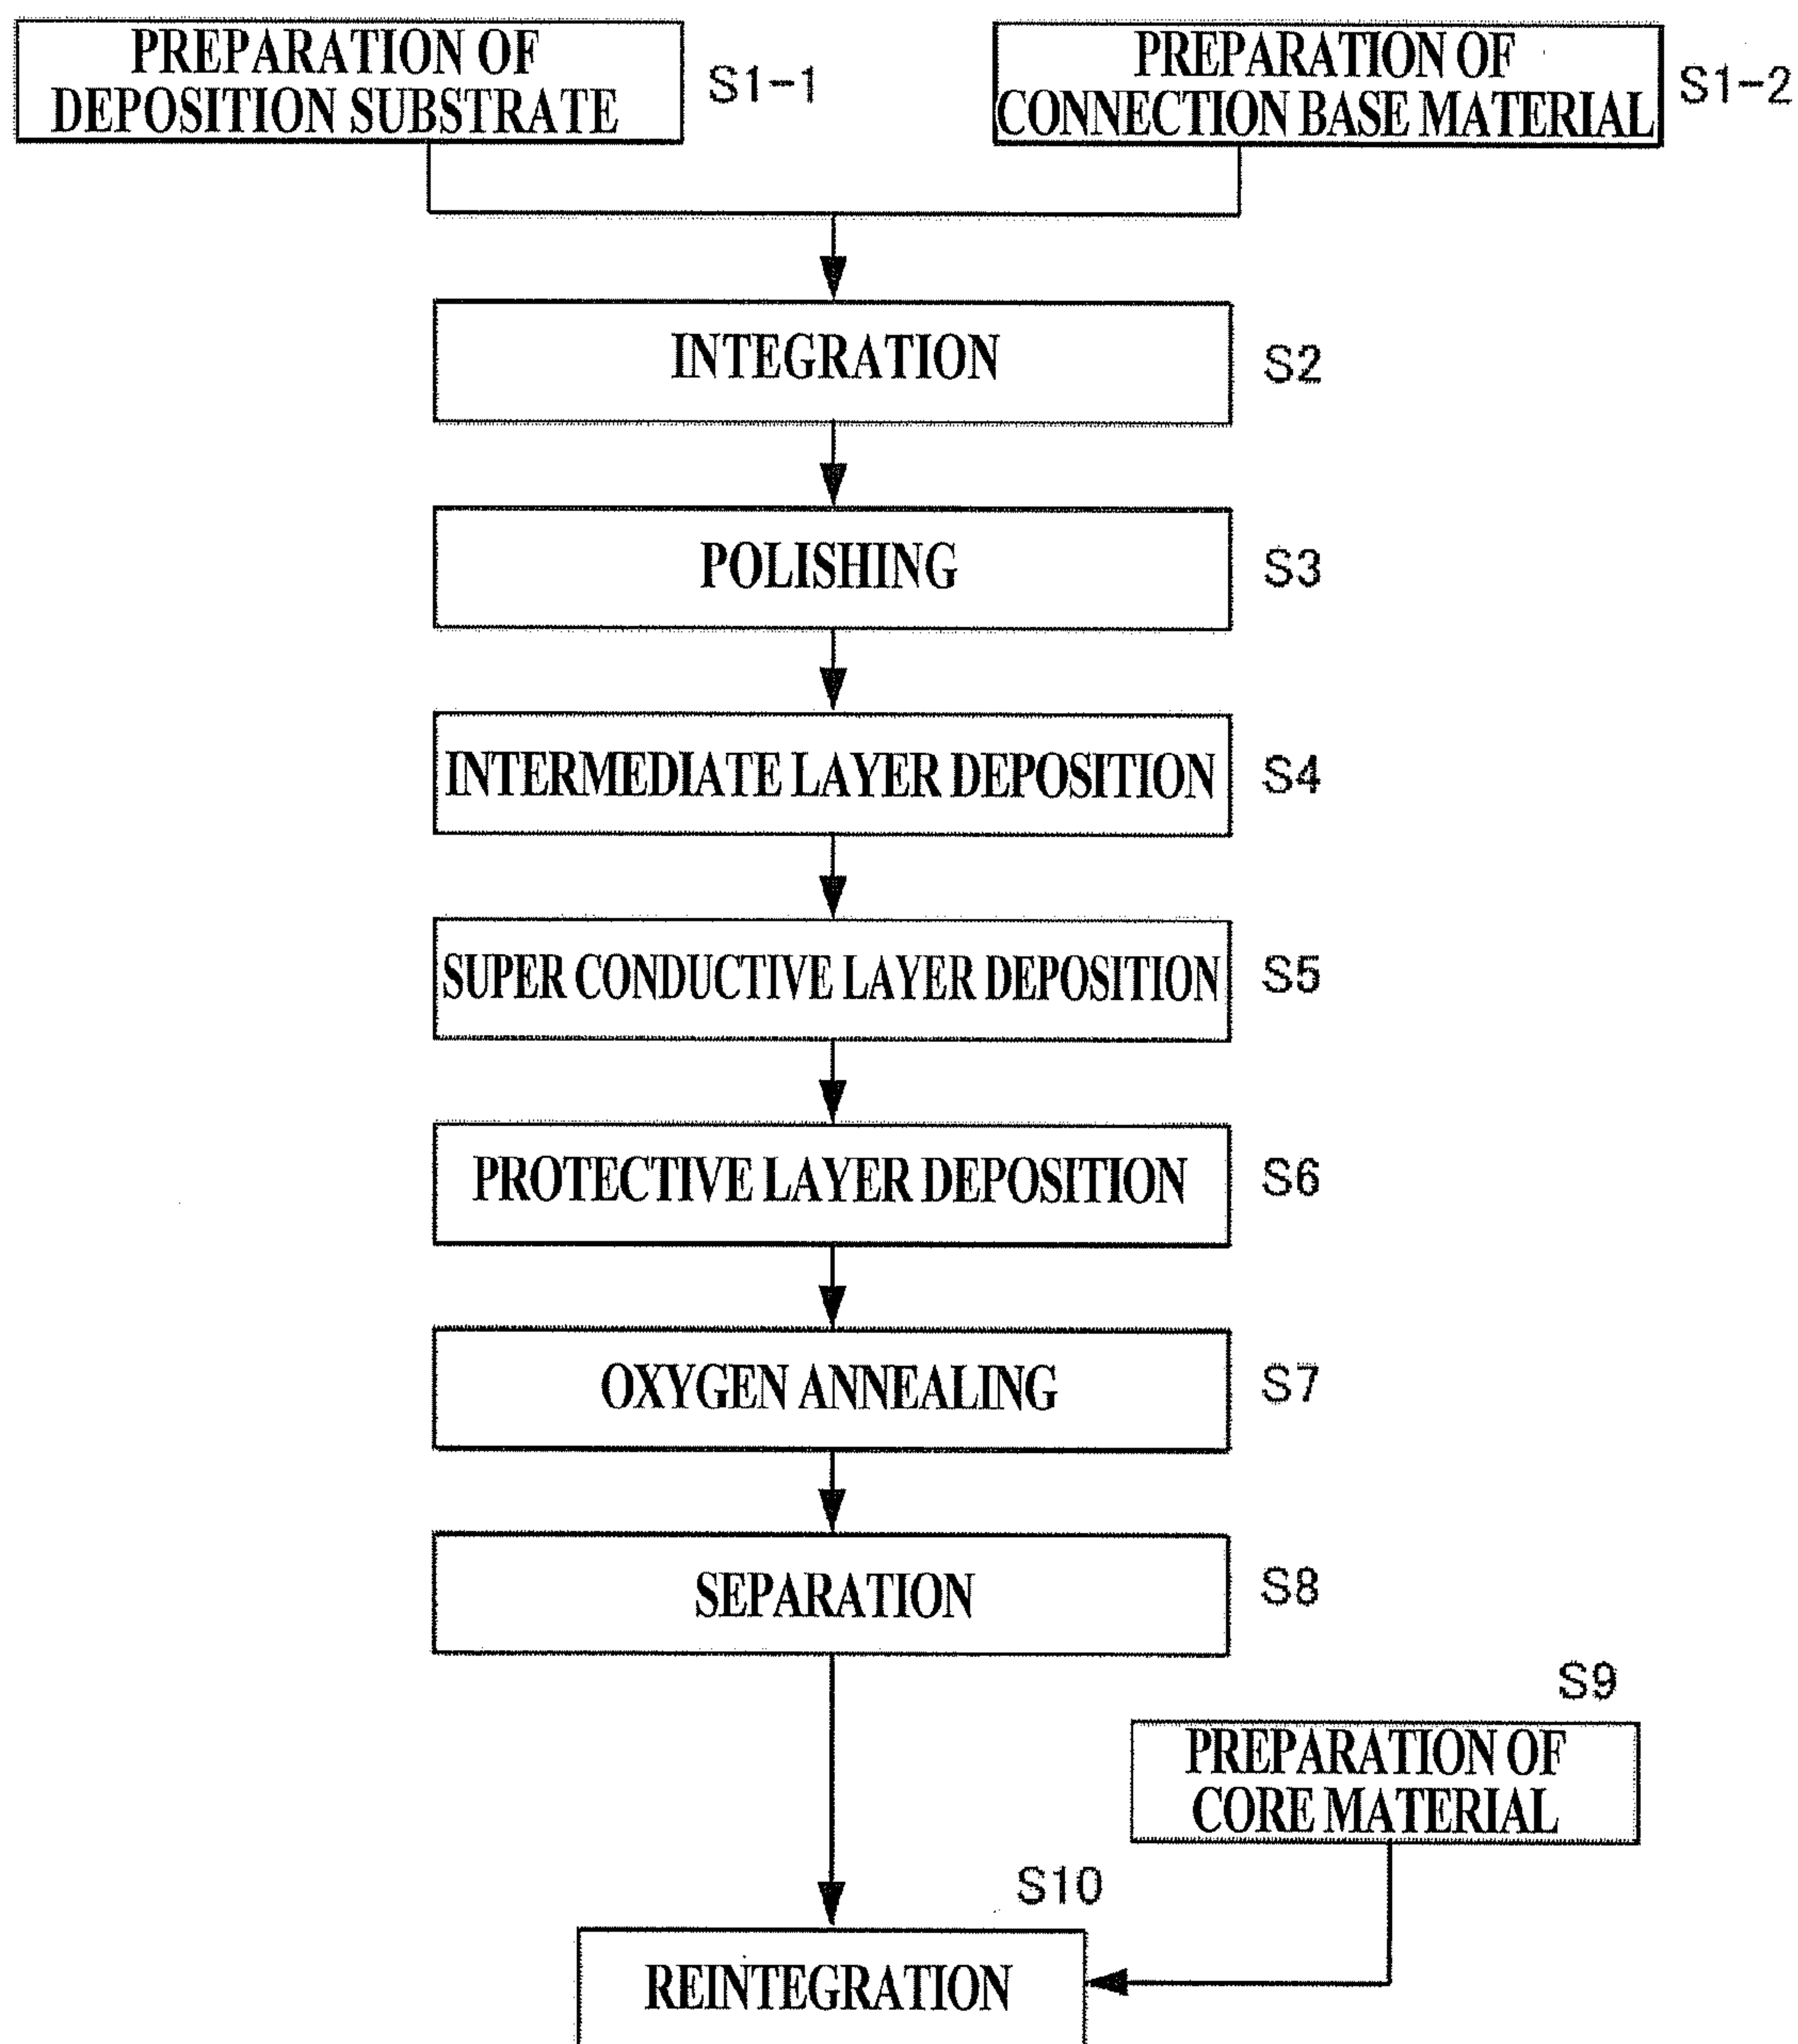 PREPARATION OF
DEPOSITION SUBSTRATE
S1-1
PREPARATION OF
CONNECTION BASE MATERIAL
S1-2
INTEGRATION
S2
POLISHING
S3
INTERMEDIATE LAYER DEPOSITION
S4
SUPER CONDUCTIVE LAYER DEPOSITION
S5
PROTECTIVE LAYER DEPOSITION
S6
OXYGEN ANNEALING
S7
SEPARATION
S8
S9
PREPARATION OF
CORE MATERIAL
S10
REINTEGRATION